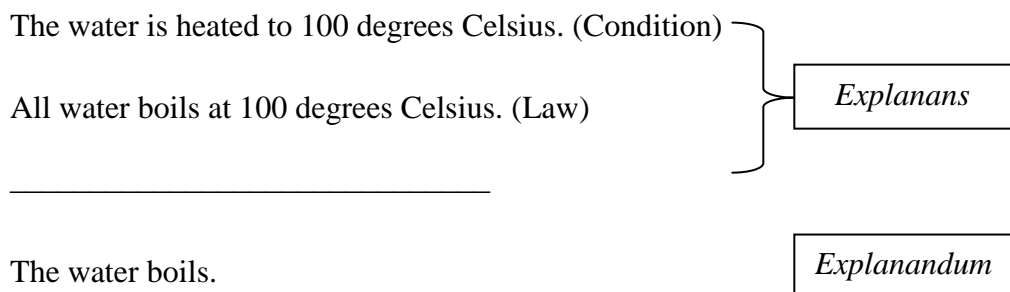 The water is heated to 100 degrees Celsius. (Condition)
Explanans
All water boils at 100 degrees Celsius. (Law)
The water boils.
Explanandum